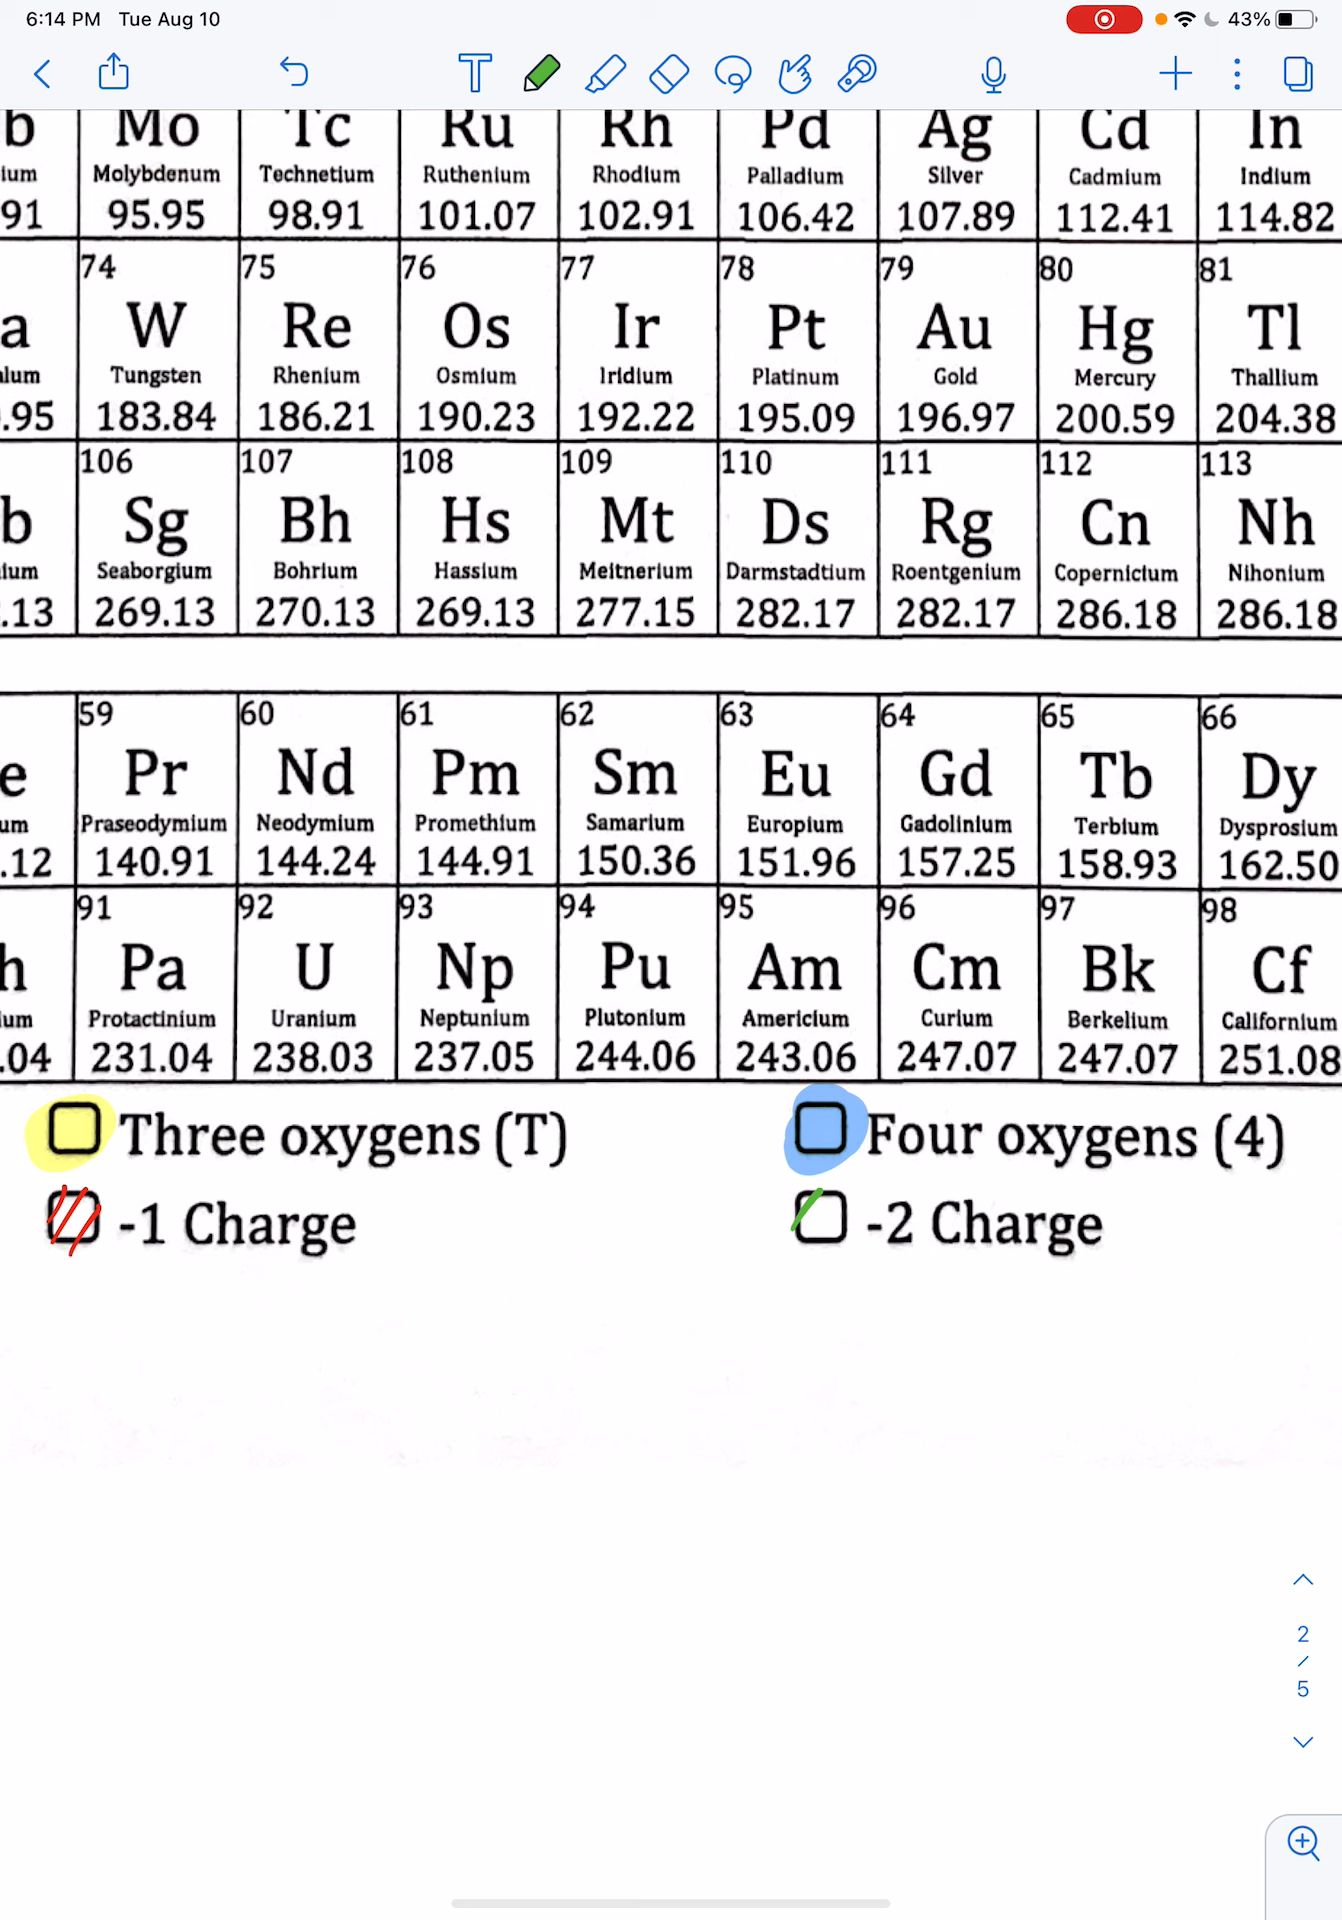 6:14 PM Tue Aug 10 43%
T
b Mo Tc Ru Rh Pd Ag Cd In
ium Molybdenum Technetium Ruthenium Rhodium Palladium Silver Cadmium Indium
91 95.95 98.91 101.07 102.91 106.42 107.89 112.41 114.82
74 75 76 77 78 79 80 81
a W Re Os Ir Pt Au Hg Tl
alum Tungsten Rhenium Osmium Iridium Platinum Gold Mercury Thallium
.95 183.84 186.21 190.23 192.22 195.09 196.97 200.59 204.38
106 107 108 109 110 111 112 113
b Sg Bh Hs Mt Ds Rg Cn Nh
ium Seaborgium Bohrium Hassium Meitnerium Darmstadtium Roentgenium Copernicium Nihonium
.13 269.13 270.13 269.13 277.15 282.17 282.17 286.18 286.18
59 60 61 62 63 64 65 66
e Pr Nd Pm Sm Eu Gd Tb Dy
um Praseodymium Neodymium Promethium Samarium Europium Gadolinium Terbium Dysprosium
.12 140.91 144.24 144.91 150.36 151.96 157.25 158.93 162.50
91 92 93 94 95 96 97 98
h Pa U Np Pu Am Cm Bk Cf
ium Protactinium Uranium Neptunium Plutonium Americium Curium Berkelium Californium
.04 231.04 238.03 237.05 244.06 243.06 247.07 247.07 251.08
Three oxygens (T) Four oxygens (4)
-1 Charge -2 Charge
2
/
5